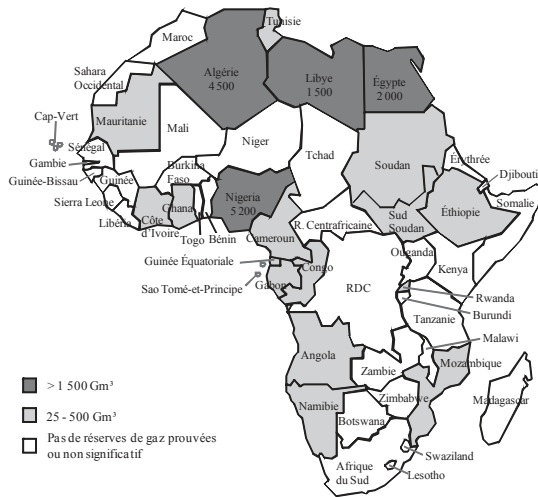 Tunisie
Maroc
Algérie
4 500
Libye
1 500
Égypte
2 000
Sahara
Occidental
Cap-Vert
Mauritanie
Mali
Niger
Tchad
Soudan
Érythrée
Djibouti
Sénégal
Gambie
Guinée-Bissau
Guinée
Sierra Leone
Libéria
Burkina
Faso
Côte
d'Ivoire
Ghana
Togo
Bénin
Nigeria
5 200
Cameroun
R. Centrafricaine
Sud
Soudan
Éthiopie
Somalie
Guinée Équatoriale
Sao Tomé-et-Principe
Gabon
Congo
RDC
Ouganda
Kenya
Rwanda
Burundi
Tanzanie
Malawi
Angola
Zambie
Mozambique
Zimbabwe
Namibie
Botswana
Madagascar
Swaziland
Lesotho
Afrique
du Sud
> 1 500 Gm³
25 - 500 Gm³
Pas de réserves de gaz prouvées
ou non significatif